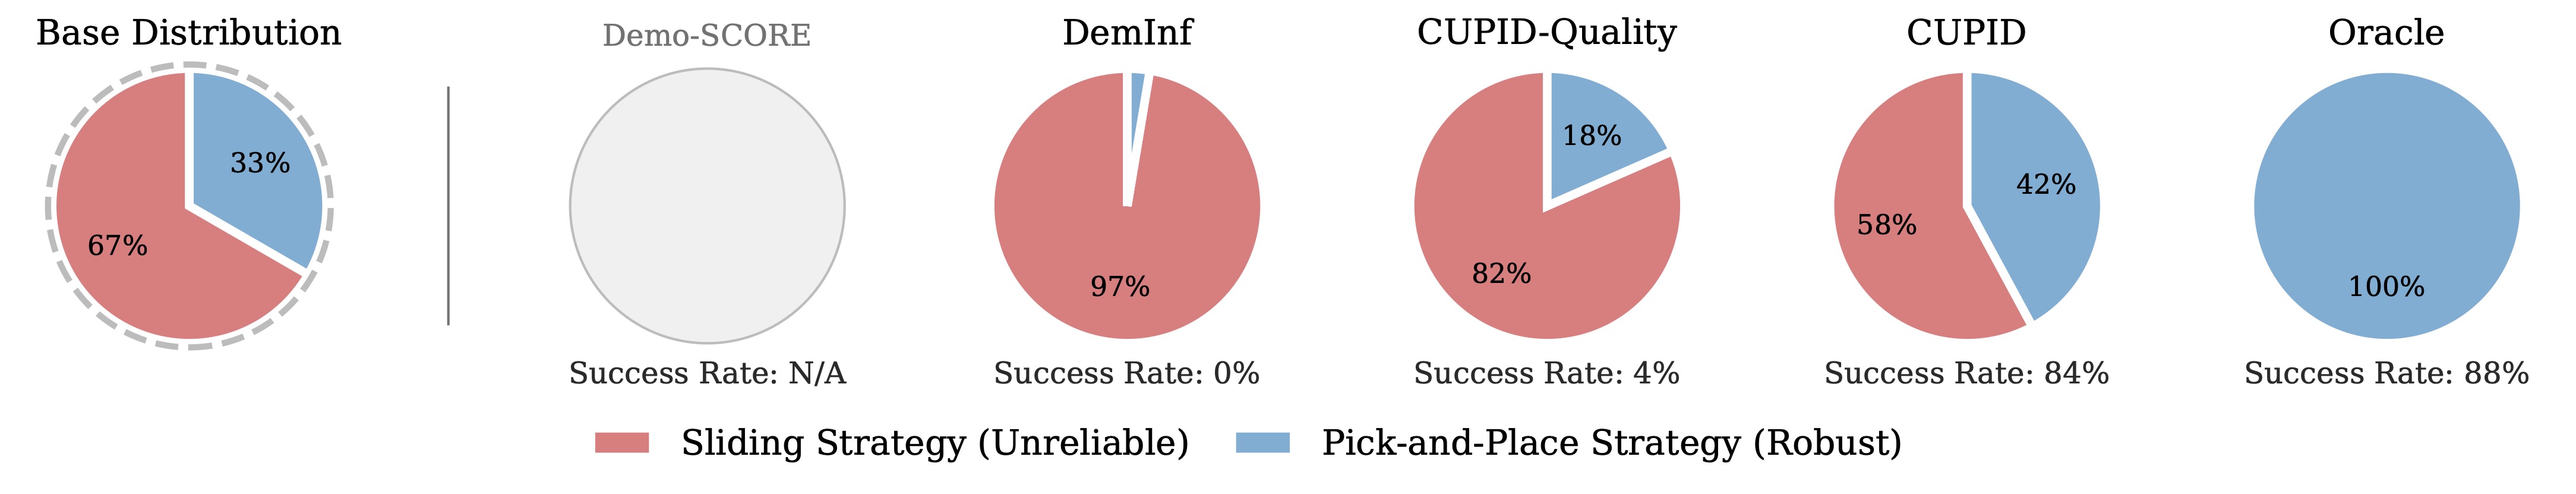 Base Distribution
Demo-SCORE
DemInf
CUPID-Quality
CUPID
Oracle
33%
67%
97%
18%
82%
42%
58%
100%
Success Rate: N/A
Success Rate: 0%
Success Rate: 4%
Success Rate: 84%
Success Rate: 88%
Sliding Strategy (Unreliable)
Pick-and-Place Strategy (Robust)